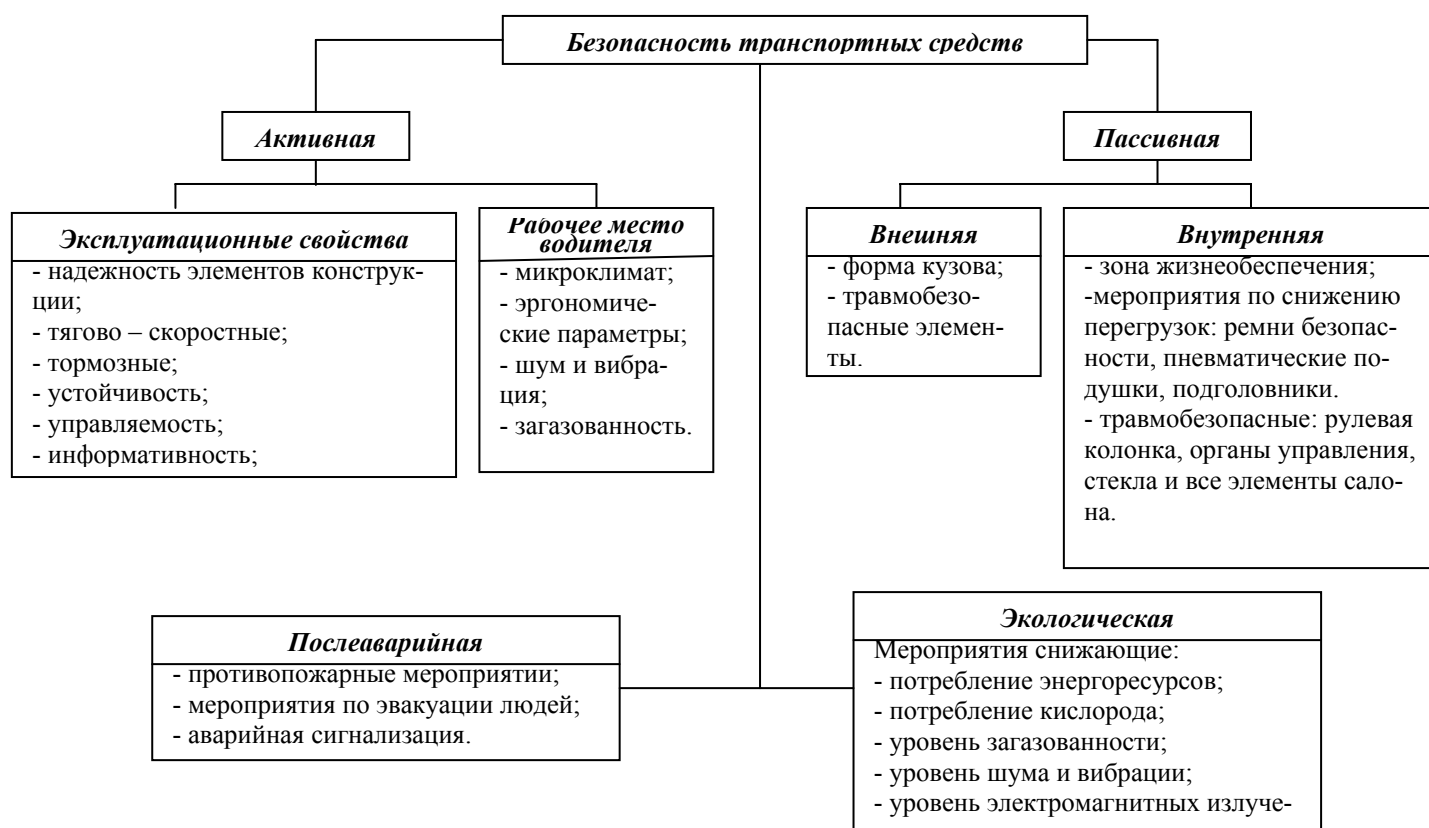 Безопасность транспортных средств
Активная
Пассивная
Эксплуатационные свойства
- надежность элементов конструк-
ции;
- тягово – скоростные;
- тормозные;
- устойчивость;
- управляемость;
- информативность;
Рабочее место
водителя
- микроклимат;
- эргономиче-
ские параметры;
- шум и вибра-
ция;
- загазованность.
Внешняя
- форма кузова;
- травмобезо-
пасные элемен-
ты.
Внутренняя
- зона жизнеобеспечения;
-мероприятия по снижению
перегрузок: ремни безопас-
ности, пневматические по-
душки, подголовники.
- травмобезопасные: рулевая
колонка, органы управления,
стекла и все элементы сало-
на.
Послеаварийная
- противопожарные мероприятии;
- мероприятия по эвакуации людей;
- аварийная сигнализация.
Экологическая
Мероприятия снижающие:
- потребление энергоресурсов;
- потребление кислорода;
- уровень загазованности;
- уровень шума и вибрации;
- уровень электромагнитных излуче-